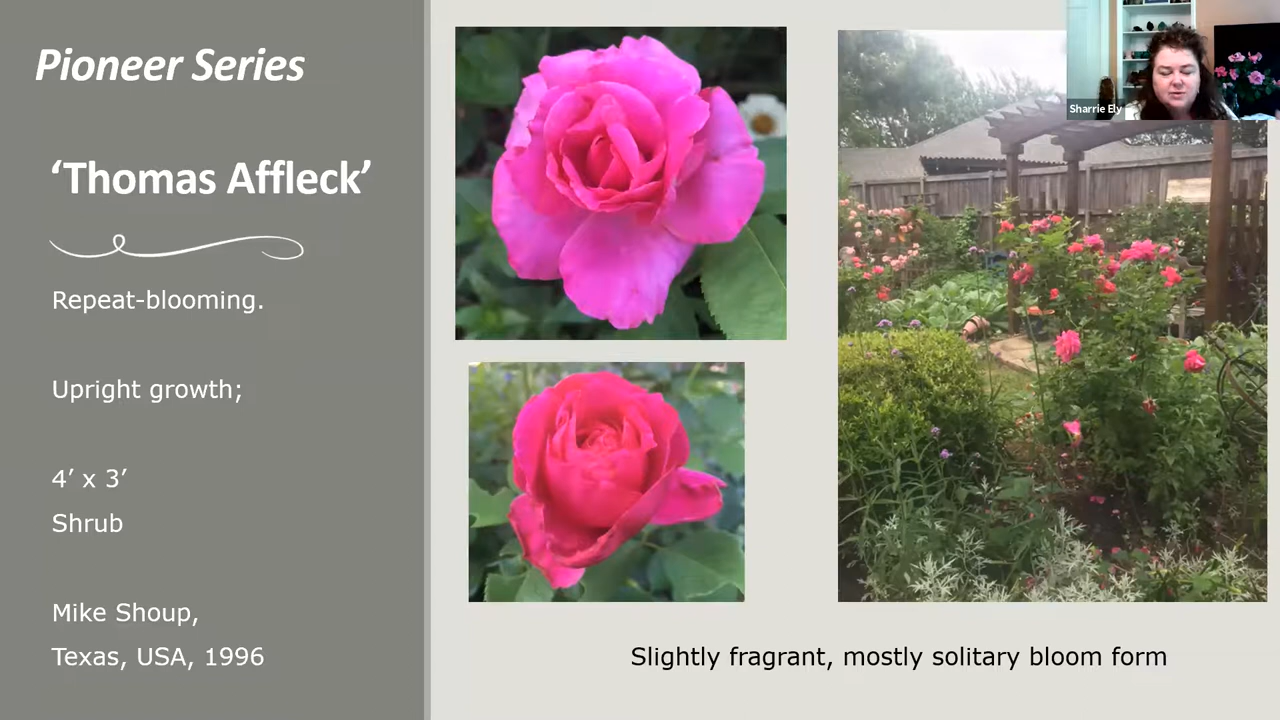 Pioneer Series
‘Thomas Affleck’
Repeat-blooming.
Upright growth;
4’ x 3’
Shrub
Mike Shoup,
Texas, USA, 1996
Sharrie Ely
Slightly fragrant, mostly solitary bloom form